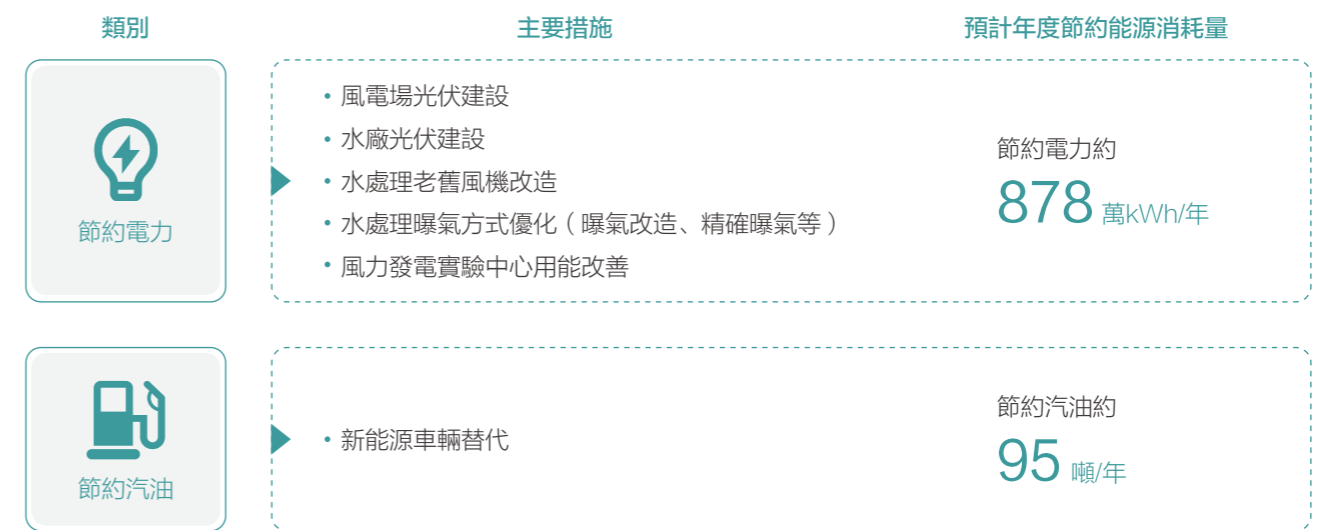 類別
主要措施
預計年度節約能源消耗量
節約電力
•風電場光伏建設
•水廠光伏建設
•水處理老舊風機改造
•水處理曝氣方式優化（曝氣改造、精確曝氣等）
•風力發電實驗中心用能改善
節約電力約
878 萬kWh/年
節約汽油
•新能源車輛替代
節約汽油約
95 噸/年